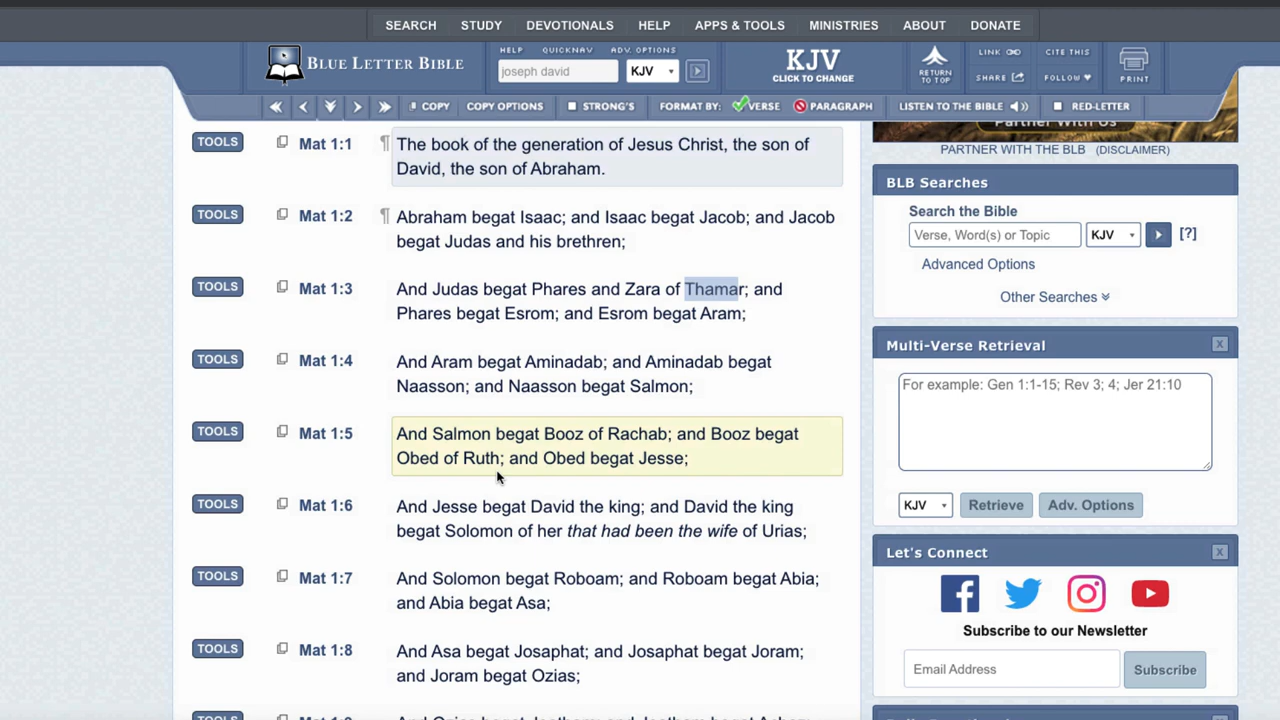 SEARCH STUDY DEVOTIONALS HELP APPS & TOOLS MINISTRIES ABOUT DONATE
BLUE LETTER BIBLE
HELP QUICKNAV ADV. OPTIONS
joseph david KJV
KJV
CLICK TO CHANGE
RETURN
TO TOP
LINK
SHARE
CITE THIS
FOLLOW
PRINT
COPY COPY OPTIONS STRONG'S FORMAT BY: VERSE PARAGRAPH LISTEN TO THE BIBLE RED-LETTER
TOOLS Mat 1:1 ¶ The book of the generation of Jesus Christ, the son of
David, the son of Abraham.
TOOLS Mat 1:2 ¶ Abraham begat Isaac; and Isaac begat Jacob; and Jacob
begat Judas and his brethren;
TOOLS Mat 1:3 And Judas begat Phares and Zara of Thamar; and
Phares begat Esrom; and Esrom begat Aram;
TOOLS Mat 1:4 And Aram begat Aminadab; and Aminadab begat
Naasson; and Naasson begat Salmon;
TOOLS Mat 1:5 And Salmon begat Booz of Rachab; and Booz begat
Obed of Ruth; and Obed begat Jesse;
TOOLS Mat 1:6 And Jesse begat David the king; and David the king
begat Solomon of her that had been the wife of Urias;
TOOLS Mat 1:7 And Solomon begat Roboam; and Roboam begat Abia;
and Abia begat Asa;
TOOLS Mat 1:8 And Asa begat Josaphat; and Josaphat begat Joram;
and Joram begat Ozias;
Partner With Us
PARTNER WITH THE BLB (DISCLAIMER)
BLB Searches
Search the Bible
Verse, Word(s) or Topic KJV [?]
Advanced Options
Other Searches
Multi-Verse Retrieval X
For example: Gen 1:1-15; Rev 3; 4; Jer 21:10
KJV Retrieve Adv. Options
Let's Connect X
Subscribe to our Newsletter
Email Address Subscribe